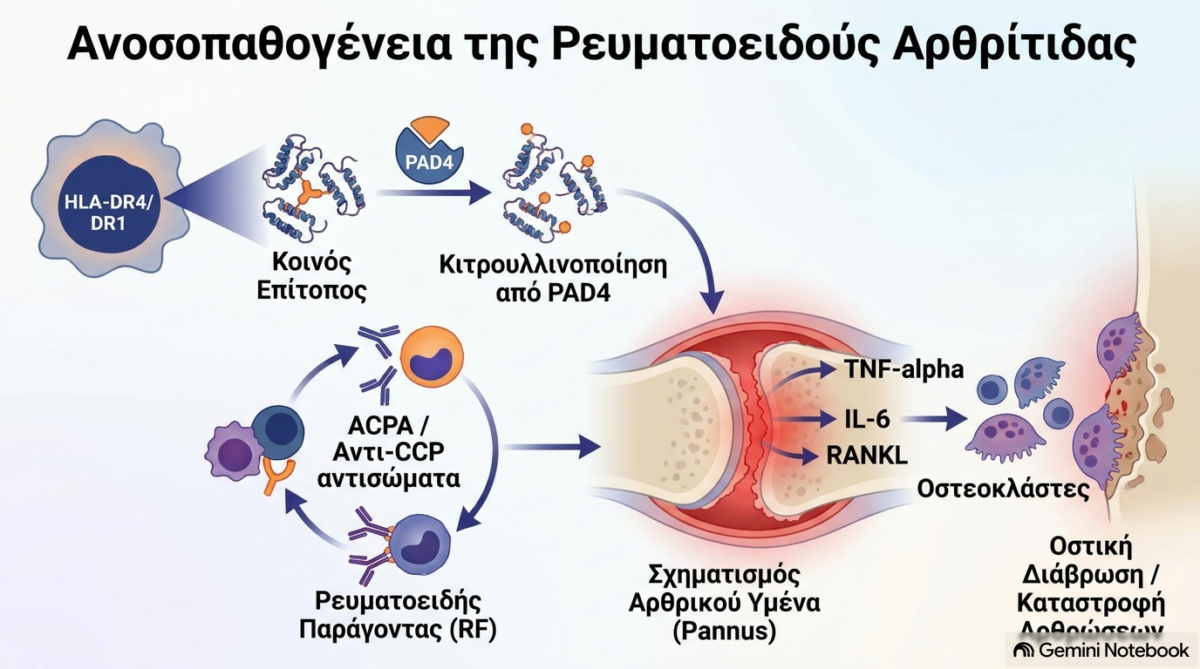 Ανοσοπαθογένεια της Ρευματοειδούς Αρθρίτιδας
HLA-DR4/
DR1
Κοινός
Επίτοπος
PAD4
Κιτρουλλινοποίηση
από PAD4
ACPA /
Αντι-CCP
αντισώματα
Ρευματοειδής
Παράγοντας (RF)
Σχηματισμός
Αρθρικού Υμένα
(Pannus)
TNF-alpha
IL-6
RANKL
Οστεοκλάστες
Οστική
Διάβρωση /
Καταστροφή
Αρθρώσεων
Gemini Notebook